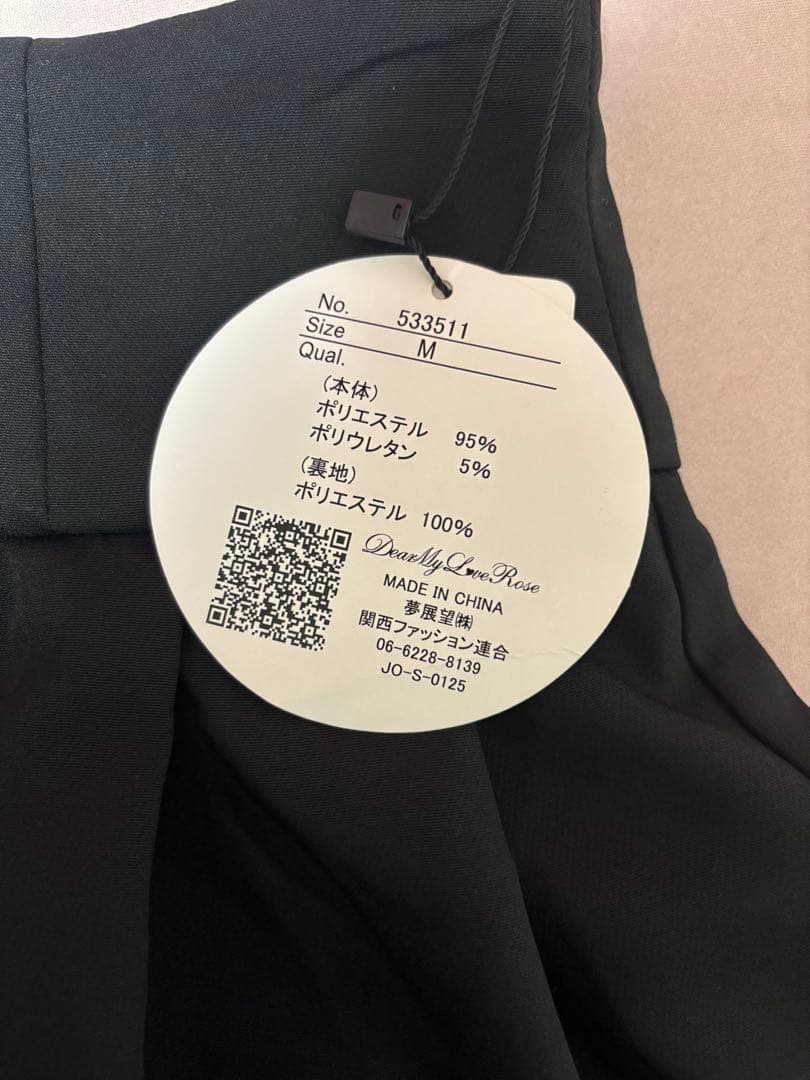 No. 533511
Size M
Qual.
(本体)
ポリエステル 95%
ポリウレタン 5%
(裏地)
ポリエステル 100%
DearMyLoveRose
MADE IN CHINA
夢展望㈱
関西ファッション連合
06-6228-8139
JO-S-0125